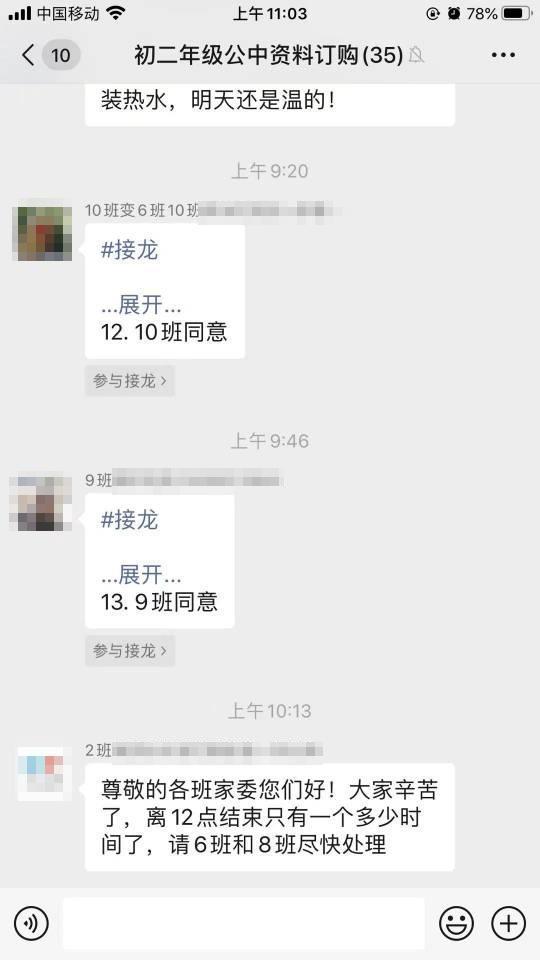 中国移动
上午11:03
78%
10
初二年级公中资料订购(35)
装热水，明天还是温的！
上午9:20
10班变6班10班
#接龙
...展开...
12. 10班同意
参与接龙 >
上午9:46
9班
#接龙
...展开...
13. 9班同意
参与接龙 >
上午10:13
2班
尊敬的各班家委您们好！大家辛苦
了，离12点结束只有一个多少时
间了，请6班和8班尽快处理